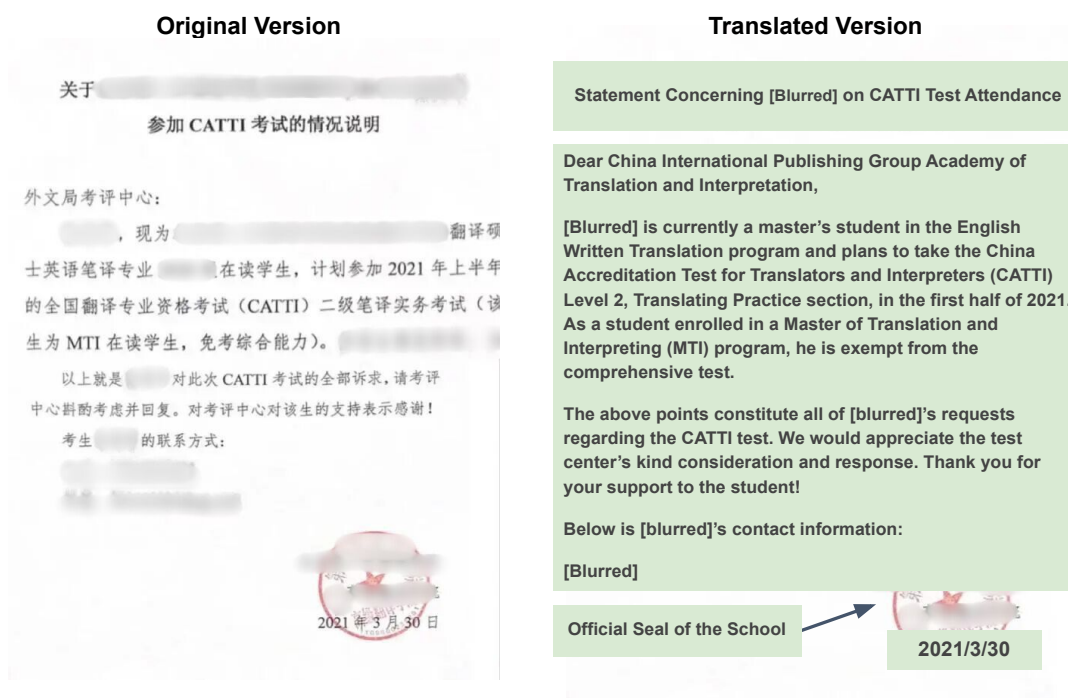 Original Version
关于
参加 CATTI 考试的情况说明
外文局考评中心：
，现为 翻译硕
士英语笔译专业 在读学生，计划参加 2021 年上半年
的全国翻译专业资格考试（CATTI）二级笔译实务考试（该
生为 MTI 在读学生，免考综合能力）。
以上就是 对此次 CATTI 考试的全部诉求，请考评
中心斟酌考虑并回复。对考评中心对该生的支持表示感谢！
考生 的联系方式：
2021 年 3 月 30 日
Translated Version
Statement Concerning [Blurred] on CATTI Test Attendance
Dear China International Publishing Group Academy of
Translation and Interpretation,
[Blurred] is currently a master’s student in the English
Written Translation program and plans to take the China
Accreditation Test for Translators and Interpreters (CATTI)
Level 2, Translating Practice section, in the first half of 2021.
As a student enrolled in a Master of Translation and
Interpreting (MTI) program, he is exempt from the
comprehensive test.
The above points constitute all of [blurred]’s requests
regarding the CATTI test. We would appreciate the test
center’s kind consideration and response. Thank you for
your support to the student!
Below is [blurred]’s contact information:
[Blurred]
Official Seal of the School
2021/3/30